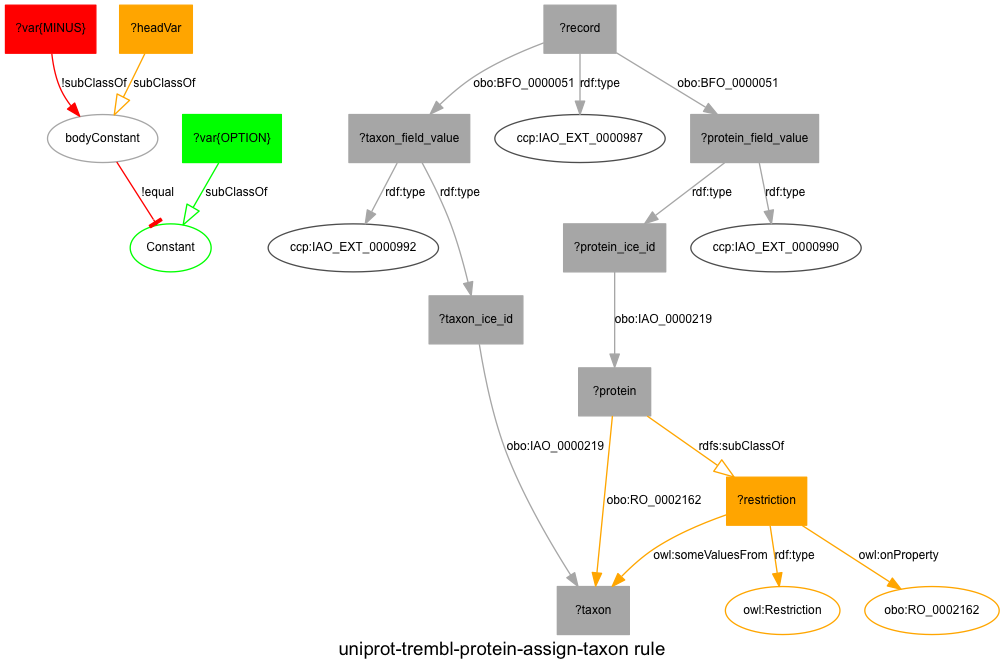 ?var{MINUS}
?headVar
?record
!subClassOf
subClassOf
obo:BFO_0000051
rdf:type
obo:BFO_0000051
bodyConstant
?var{OPTION}
?taxon_field_value
ccp:IAO_EXT_0000987
?protein_field_value
!equal
subClassOf
rdf:type
rdf:type
rdf:type
rdf:type
Constant
ccp:IAO_EXT_0000992
?protein_ice_id
ccp:IAO_EXT_0000990
?taxon_ice_id
obo:IAO_0000219
?protein
obo:IAO_0000219
rdfs:subClassOf
obo:RO_0002162
?restriction
owl:someValuesFrom
rdf:type
owl:onProperty
?taxon
owl:Restriction
obo:RO_0002162
uniprot-trembl-protein-assign-taxon rule